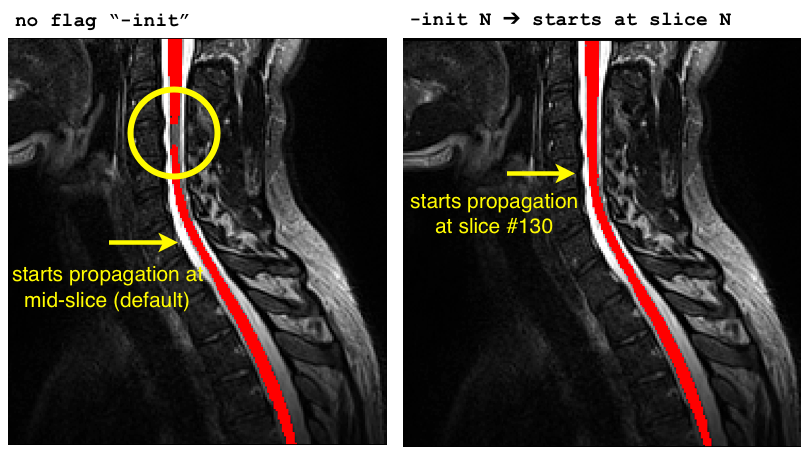 no flag “-init”
-init N ➔ starts at slice N
starts propagation at
mid-slice (default)
starts propagation
at slice #130